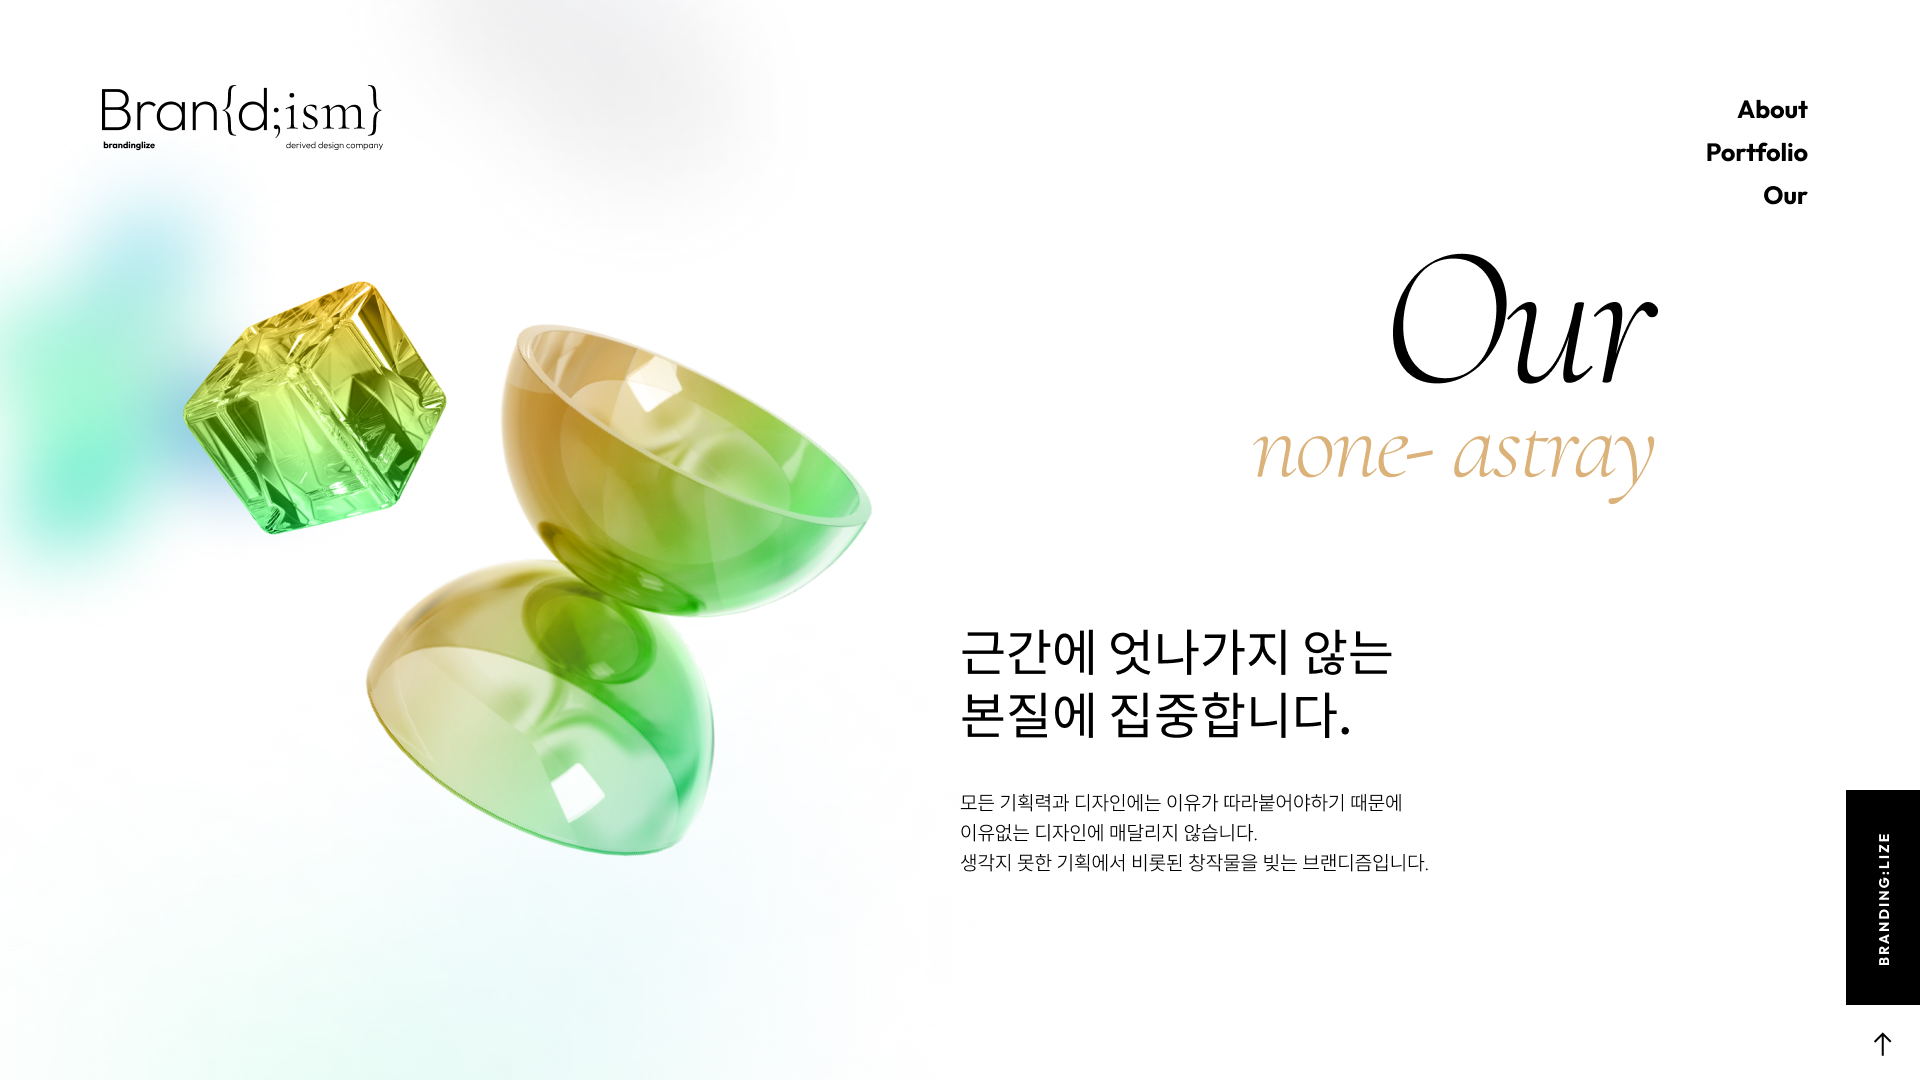 Bran{d;ism}
brandinglize
derived design company
About
Portfolio
Our
Our
none- astray
근간에 엇나가지 않는
본질에 집중합니다.
모든 기획력과 디자인에는 이유가 따라붙어야하기 때문에
이유없는 디자인에 매달리지 않습니다.
생각지 못한 기획에서 비롯된 창작물을 빚는 브랜디즘입니다.
BRANDING:LIZE